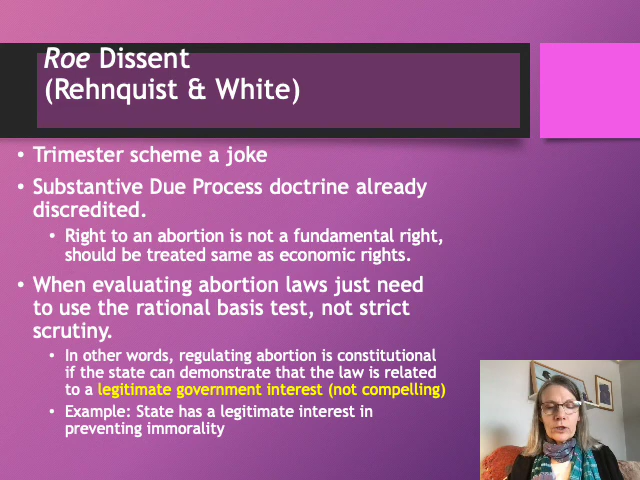 Roe Dissent
(Rehnquist & White)
• Trimester scheme a joke
• Substantive Due Process doctrine already
discredited.
• Right to an abortion is not a fundamental right,
should be treated same as economic rights.
• When evaluating abortion laws just need
to use the rational basis test, not strict
scrutiny.
• In other words, regulating abortion is constitutional
if the state can demonstrate that the law is related
to a legitimate government interest (not compelling)
• Example: State has a legitimate interest in
preventing immorality